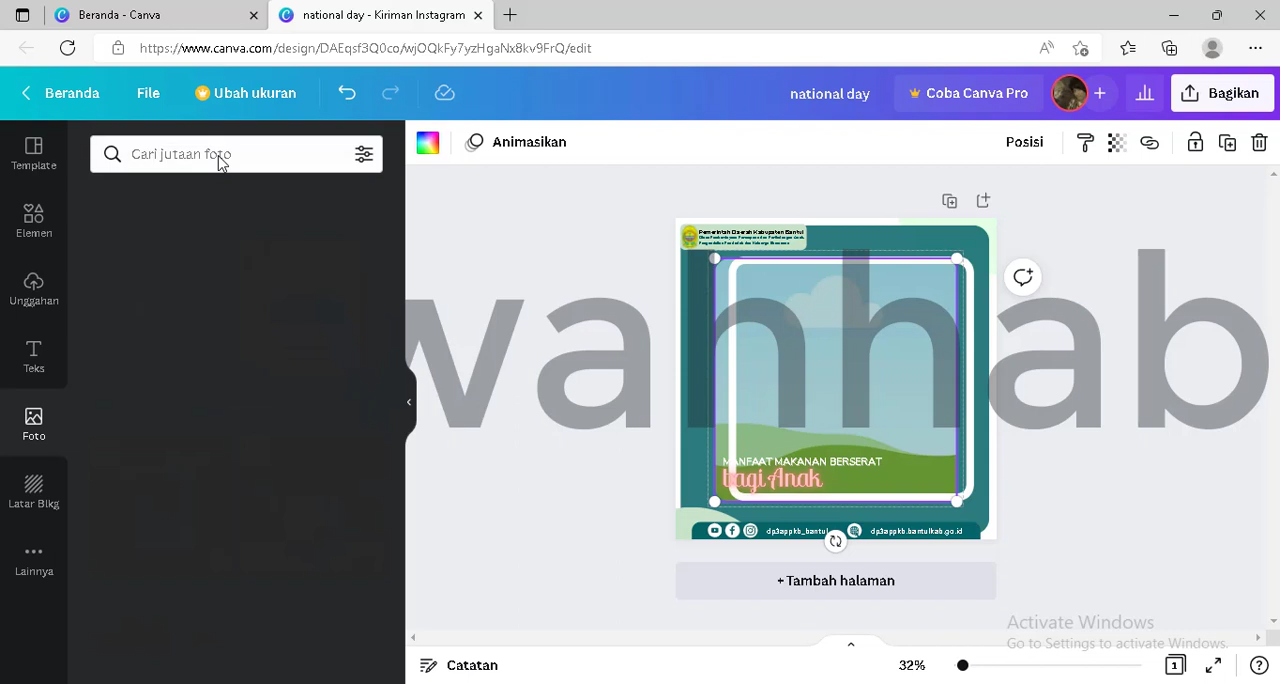 Beranda - Canva
national day - Kiriman Instagram
https://www.canva.com/design/DAEqsf3Q0co/wjOQkFy7yzHgaNx8kv9FrQ/edit
Beranda
File
Ubah ukuran
national day
Coba Canva Pro
Bagikan
Template
Elemen
Unggahan
Teks
Foto
Latar Blkg
Lainnya
Cari jutaan foto
Animasikan
Posisi
Pemerintah Daerah Kabupaten Bantul
wanhab
MANFAAT MAKANAN BERSERAT
bagi Anak
dp3appkb_bantul
dp3appkb.bantulkab.go.id
+ Tambah halaman
Activate Windows
Go to Settings to activate Windows.
Catatan
32%
1